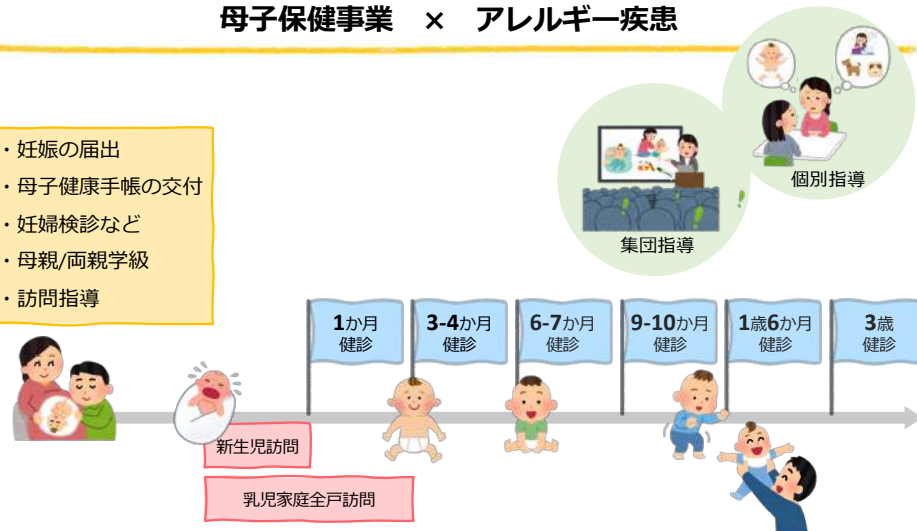 母子保健事業 × アレルギー疾患
・妊娠の届出
・母子健康手帳の交付
・妊婦検診など
・母親/両親学級
・訪問指導
個別指導
集団指導
1か月
健診
3-4か月
健診
6-7か月
健診
9-10か月
健診
1歳6か月
健診
3歳
健診
新生児訪問
乳児家庭全戸訪問